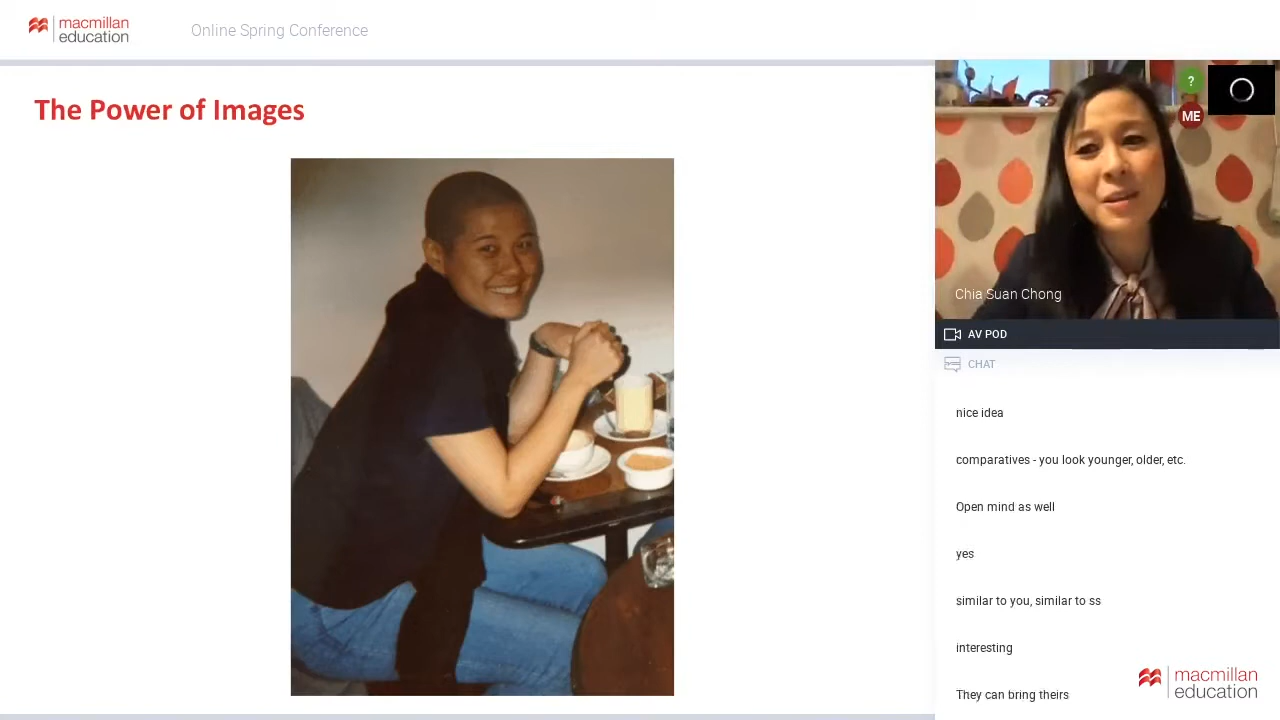 macmillan
education
Online Spring Conference
The Power of Images
?
ME
Chia Suan Chong
AV POD
CHAT
nice idea
comparatives - you look younger, older, etc.
Open mind as well
yes
similar to you, similar to ss
interesting
They can bring theirs
macmillan
education